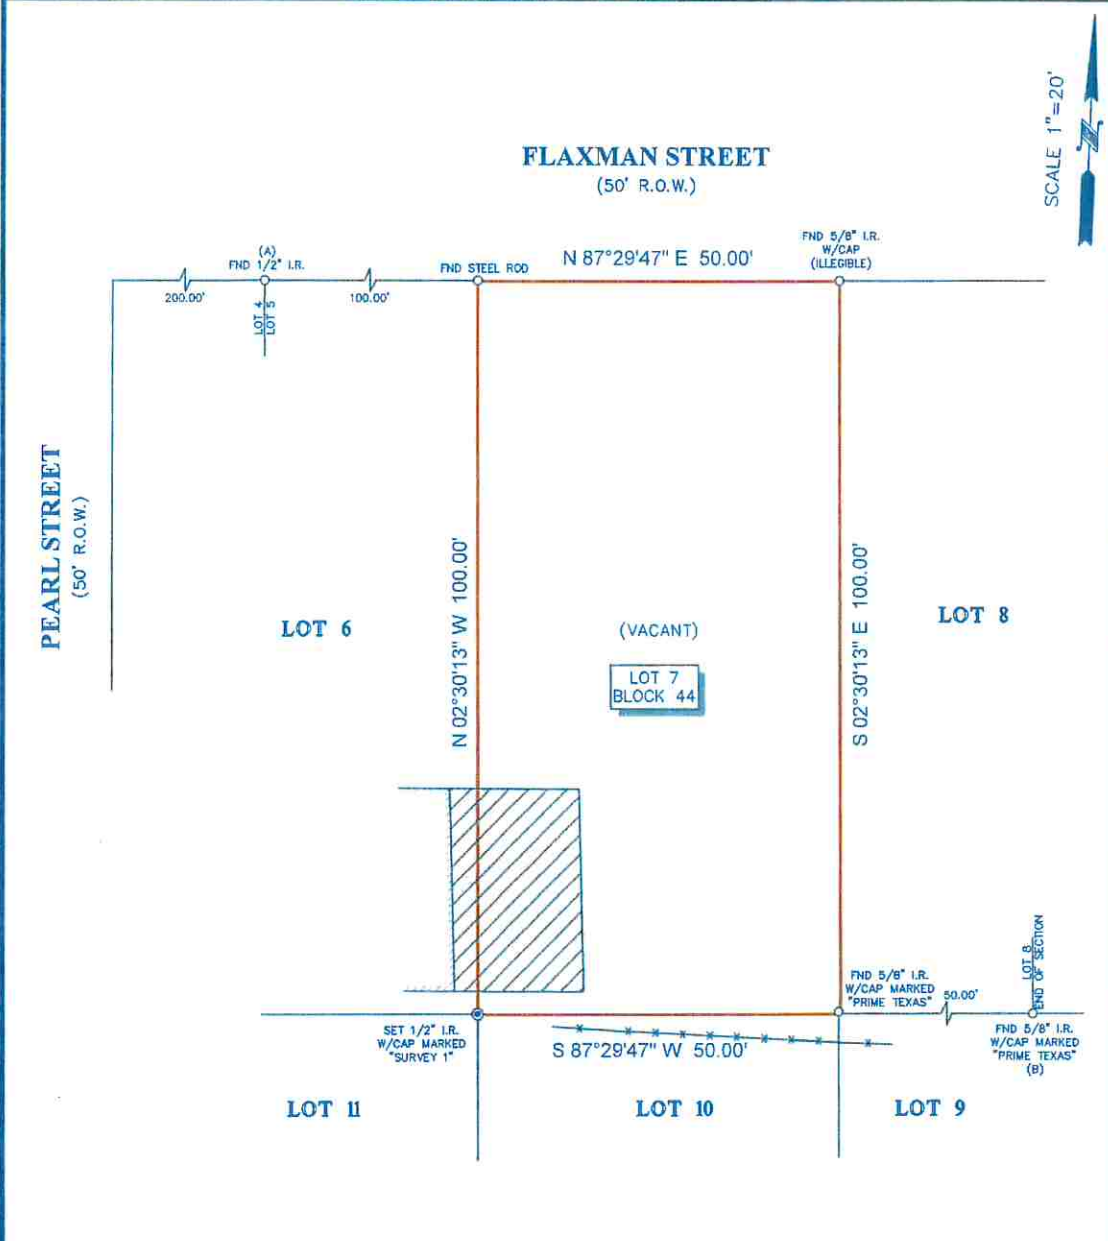 SCALE 1"=20'
FLAXMAN STREET
(50' R.O.W.)
(A)
FND 1/2" I.R.
FND STEEL ROD
N 87°29'47" E 50.00'
FND 5/8" I.R.
W/CAP
(ILLEGIBLE)
200.00'
100.00'
LOT 4
LOT 5
PEARL STREET
(50' R.O.W.)
LOT 6
N 02°30'13" W 100.00'
(VACANT)
LOT 7
BLOCK 44
S 02°30'13" E 100.00'
LOT 8
LOT 8
END OF SECTION
FND 5/8" I.R.
W/CAP MARKED
"PRIME TEXAS"
50.00'
SET 1/2" I.R.
W/CAP MARKED
"SURVEY 1"
S 87°29'47" W 50.00'
FND 5/8" I.R.
W/CAP MARKED
"PRIME TEXAS"
(B)
LOT 11
LOT 10
LOT 9